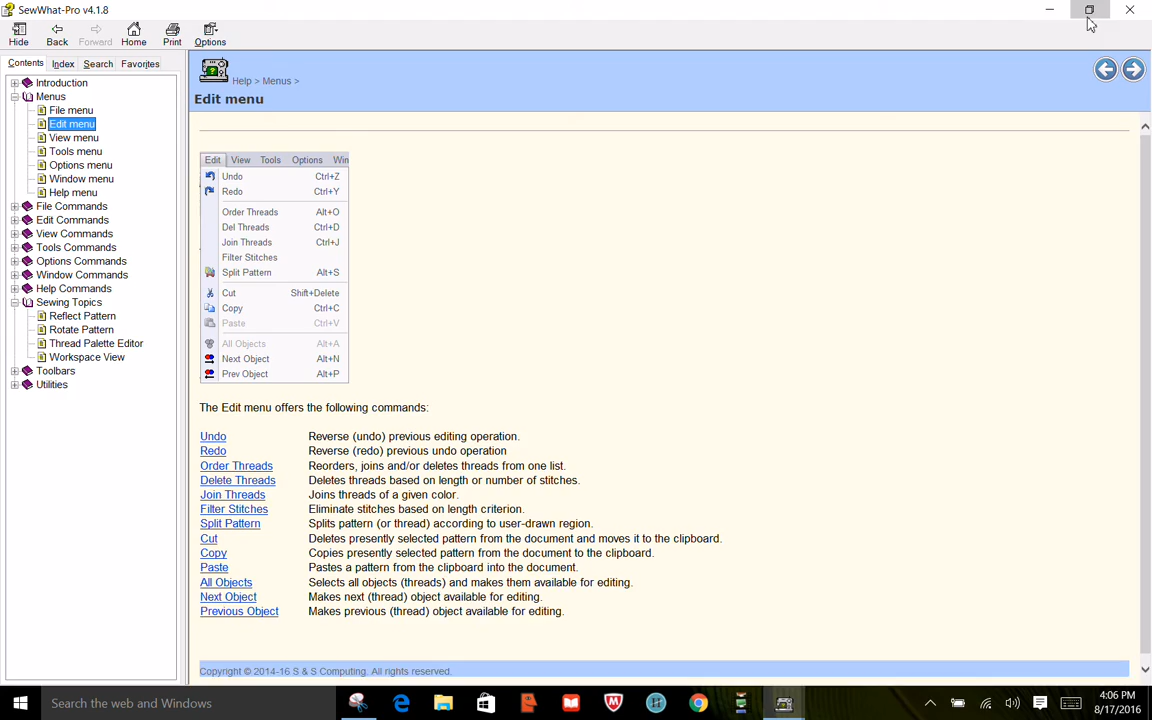 SewWhat-Pro v4.1.8
Hide Back Forward Home Print Options
Contents Index Search Favorites
Introduction
Menus
File menu
Edit menu
View menu
Tools menu
Options menu
Window menu
Help menu
File Commands
Edit Commands
View Commands
Tools Commands
Options Commands
Window Commands
Help Commands
Sewing Topics
Reflect Pattern
Rotate Pattern
Thread Palette Editor
Workspace View
Toolbars
Utilities
Help > Menus >
Edit menu
Edit View Tools Options Win
Undo Ctrl+Z
Redo Ctrl+Y
Order Threads Alt+O
Del Threads Ctrl+D
Join Threads Ctrl+J
Filter Stitches
Split Pattern Alt+S
Cut Shift+Delete
Copy Ctrl+C
Paste Ctrl+V
All Objects Alt+A
Next Object Alt+N
Prev Object Alt+P
The Edit menu offers the following commands:
Undo Reverse (undo) previous editing operation.
Redo Reverse (redo) previous undo operation
Order Threads Reorders, joins and/or deletes threads from one list.
Delete Threads Deletes threads based on length or number of stitches.
Join Threads Joins threads of a given color.
Filter Stitches Eliminate stitches based on length criterion.
Split Pattern Splits pattern (or thread) according to user-drawn region.
Cut Deletes presently selected pattern from the document and moves it to the clipboard.
Copy Copies presently selected pattern from the document to the clipboard.
Paste Pastes a pattern from the clipboard into the document.
All Objects Selects all objects (threads) and makes them available for editing.
Next Object Makes next (thread) object available for editing.
Previous Object Makes previous (thread) object available for editing.
Copyright © 2014-16 S & S Computing. All rights reserved.
Search the web and Windows
4:06 PM
8/17/2016